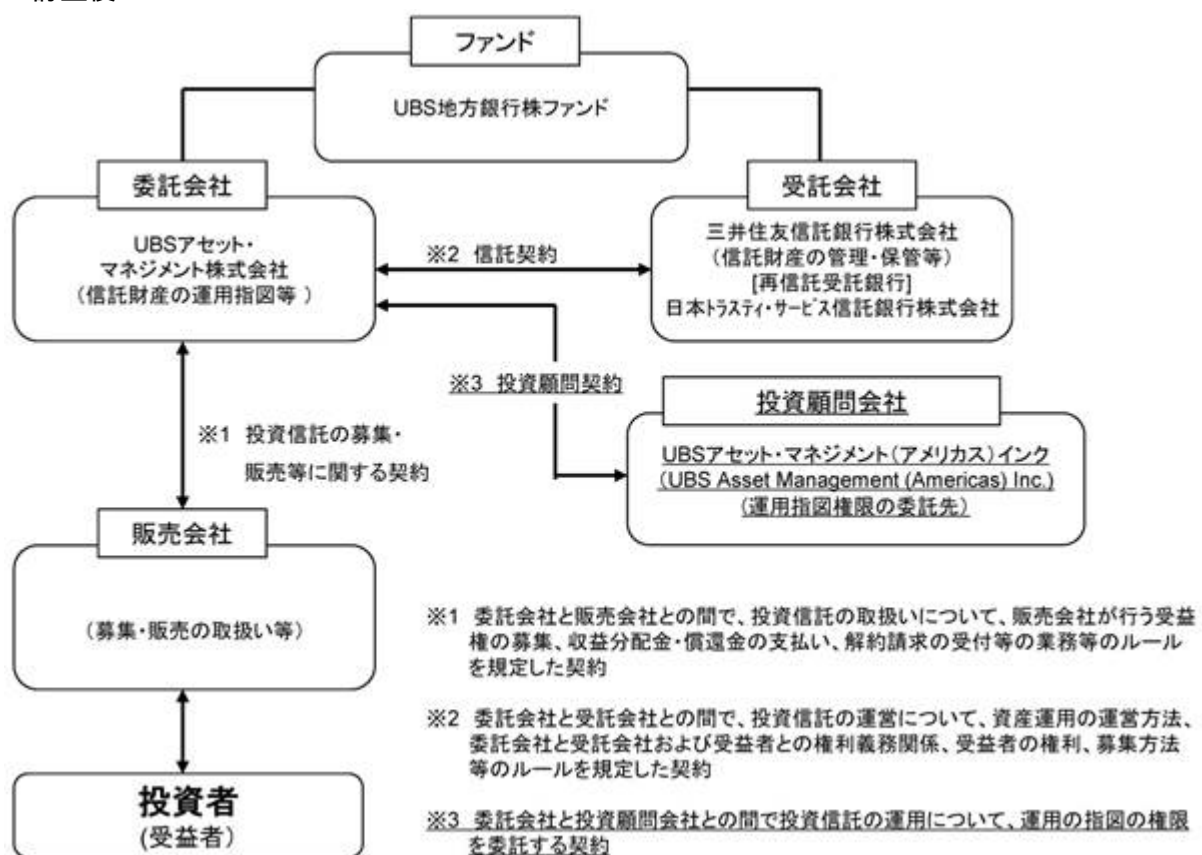 ファンド
UBS地方銀行株ファンド
委託会社
UBSアセット・
マネジメント株式会社
(信託財産の運用指図等 )
受託会社
三井住友信託銀行株式会社
(信託財産の管理・保管等)
[再信託受託銀行]
日本トラスティ・サービス信託銀行株式会社
※2 信託契約
※3 投資顧問契約
投資顧問会社
UBSアセット・マネジメント(アメリカス)インク
(UBS Asset Management (Americas) Inc.)
(運用指図権限の委託先)
※1 投資信託の募集・
販売等に関する契約
販売会社
(募集・販売の取扱い等)
投資者
(受益者)
※1 委託会社と販売会社との間で、投資信託の取扱いについて、販売会社が行う受益
権の募集、収益分配金・償還金の支払い、解約請求の受付等の業務等のルール
を規定した契約
※2 委託会社と受託会社との間で、投資信託の運営について、資産運用の運営方法、
委託会社と受託会社および受益者との権利義務関係、受益者の権利、募集方法
等のルールを規定した契約
※3 委託会社と投資顧問会社との間で投資信託の運用について、運用の指図の権限
を委託する契約